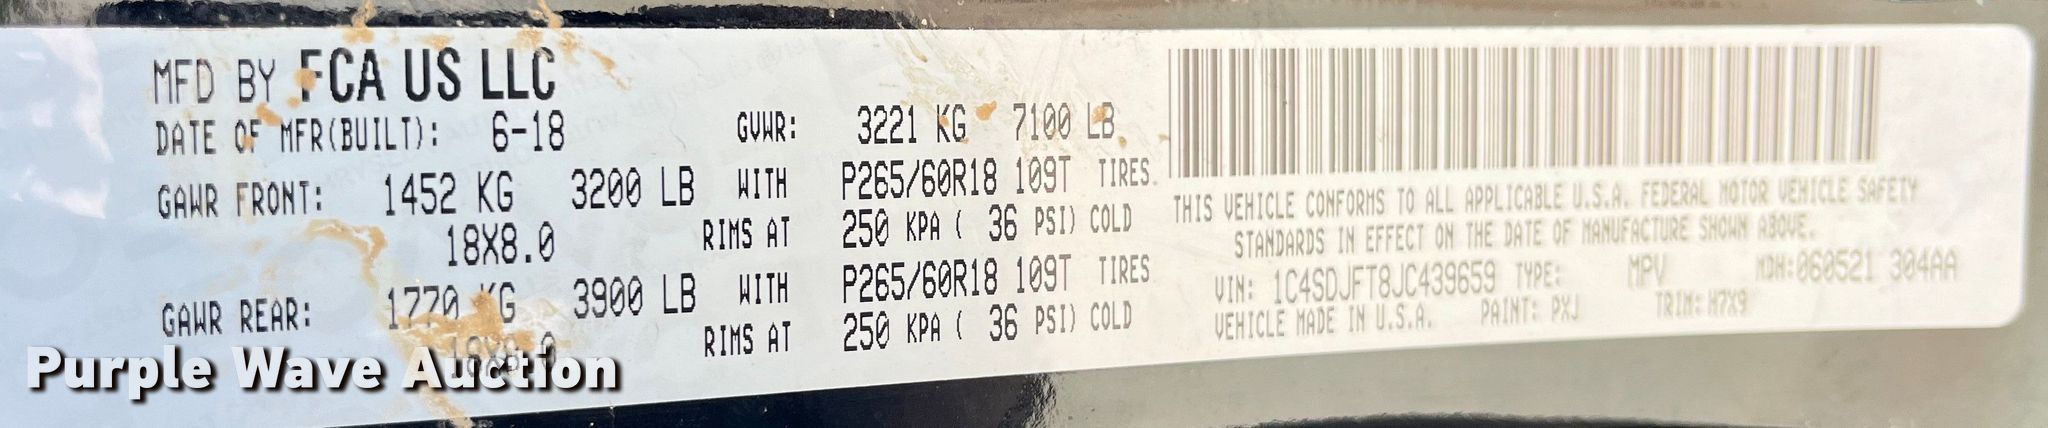 MFD BY FCA US LLC
DATE OF MFR(BUILT): 6-18 GVWR: 3221 KG 7100 LB
GAWR FRONT: 1452 KG 3200 LB WITH P265/60R18 109T TIRES
18X8.0 RIMS AT 250 KPA ( 36 PSI) COLD
GAWR REAR: 1770 KG 3900 LB WITH P265/60R18 109T TIRES
18X8.0 RIMS AT 250 KPA ( 36 PSI) COLD
THIS VEHICLE CONFORMS TO ALL APPLICABLE U.S.A. FEDERAL MOTOR VEHICLE SAFETY
STANDARDS IN EFFECT ON THE DATE OF MANUFACTURE SHOWN ABOVE.
VIN: 1C4SDJFT8JC439659 TYPE: MPV MDH:060521 304AA
VEHICLE MADE IN U.S.A. PAINT: PXJ TRIM: H7X9
Purple Wave Auction